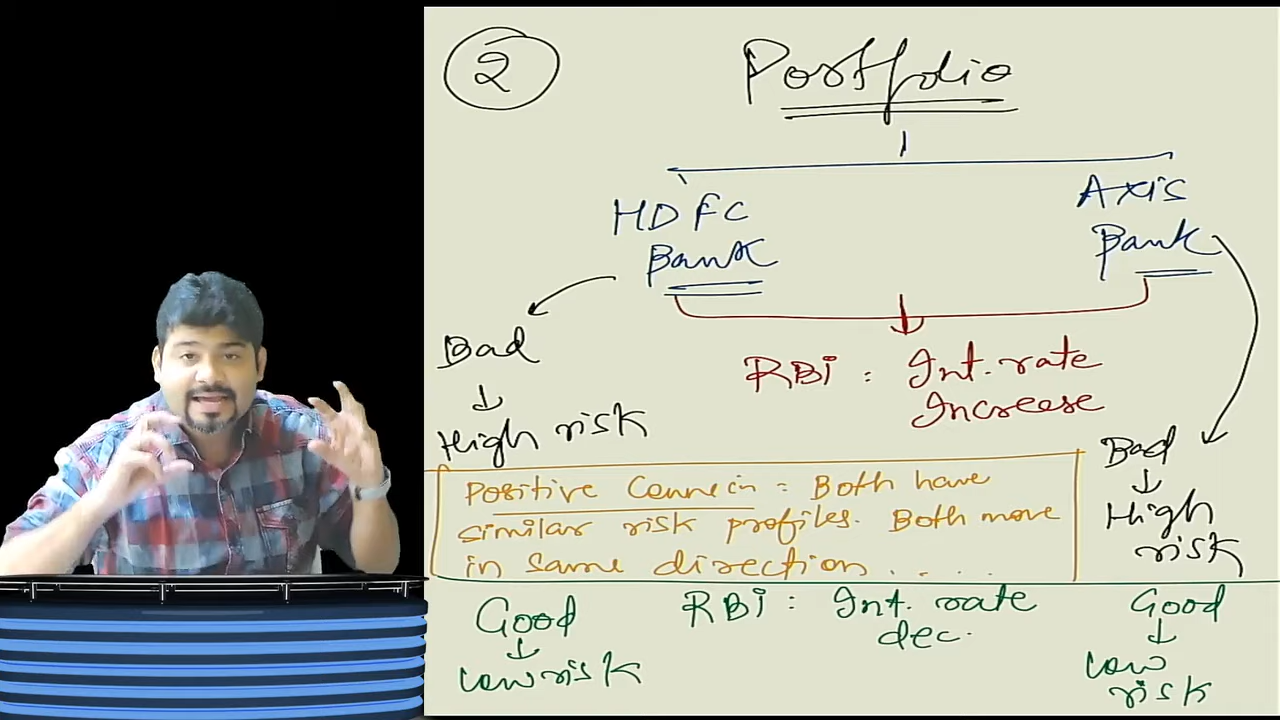 2
Portfolio
HDFC
Bank
Axis
Bank
Bad
↓
High risk
RBI : Int. rate
Increase
Bad
↓
High
risk
Positive Connecn = Both have
similar risk profiles. Both move
in same direction . . . .
Good
↓
Low risk
RBI : Int. rate
dec.
Good
↓
Low
risk